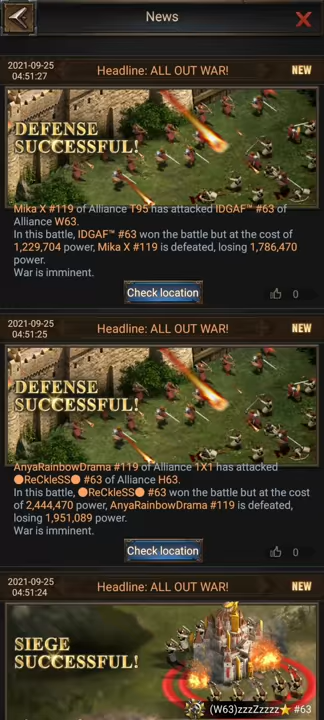 News
2021-09-25
04:51:27
Headline: ALL OUT WAR!
NEW
DEFENSE
SUCCESSFUL!
Mika X #119 of Alliance T95 has attacked IDGAF™ #63 of
Alliance W63.
In this battle, IDGAF™ #63 won the battle but at the cost of
1,229,704 power, Mika X #119 is defeated, losing 1,786,470
power.
War is imminent.
Check location
0
2021-09-25
04:51:25
Headline: ALL OUT WAR!
NEW
DEFENSE
SUCCESSFUL!
AnyaRainbowDrama #119 of Alliance 1X1 has attacked
●ReCkleSS● #63 of Alliance H63.
In this battle, ●ReCkleSS● #63 won the battle but at the cost
of 2,444,470 power, AnyaRainbowDrama #119 is defeated,
losing 1,951,089 power.
War is imminent.
Check location
0
2021-09-25
04:51:24
Headline: ALL OUT WAR!
NEW
SIEGE
SUCCESSFUL!
(W63)zzzZzzzz⭐ #63